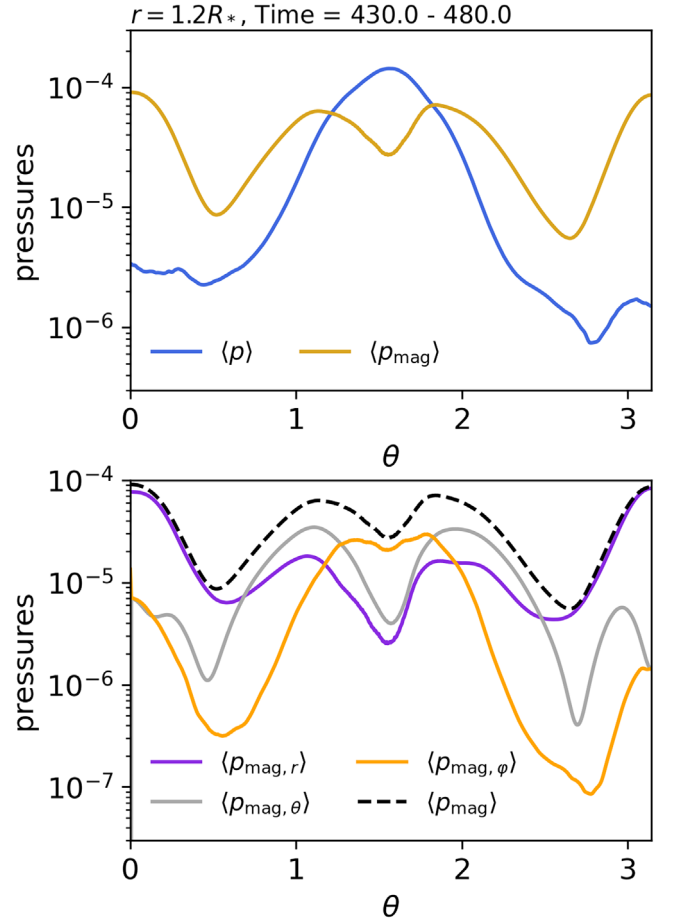 r = 1.2R∗, Time = 430.0 - 480.0
pressures
10⁻⁴
10⁻⁵
10⁻⁶
⟨p⟩ ⟨p_mag⟩
0 1 2 3
θ
pressures
10⁻⁴
10⁻⁵
10⁻⁶
10⁻⁷
⟨p_mag, r⟩ ⟨p_mag, φ⟩
⟨p_mag, θ⟩ ⟨p_mag⟩
0 1 2 3
θ